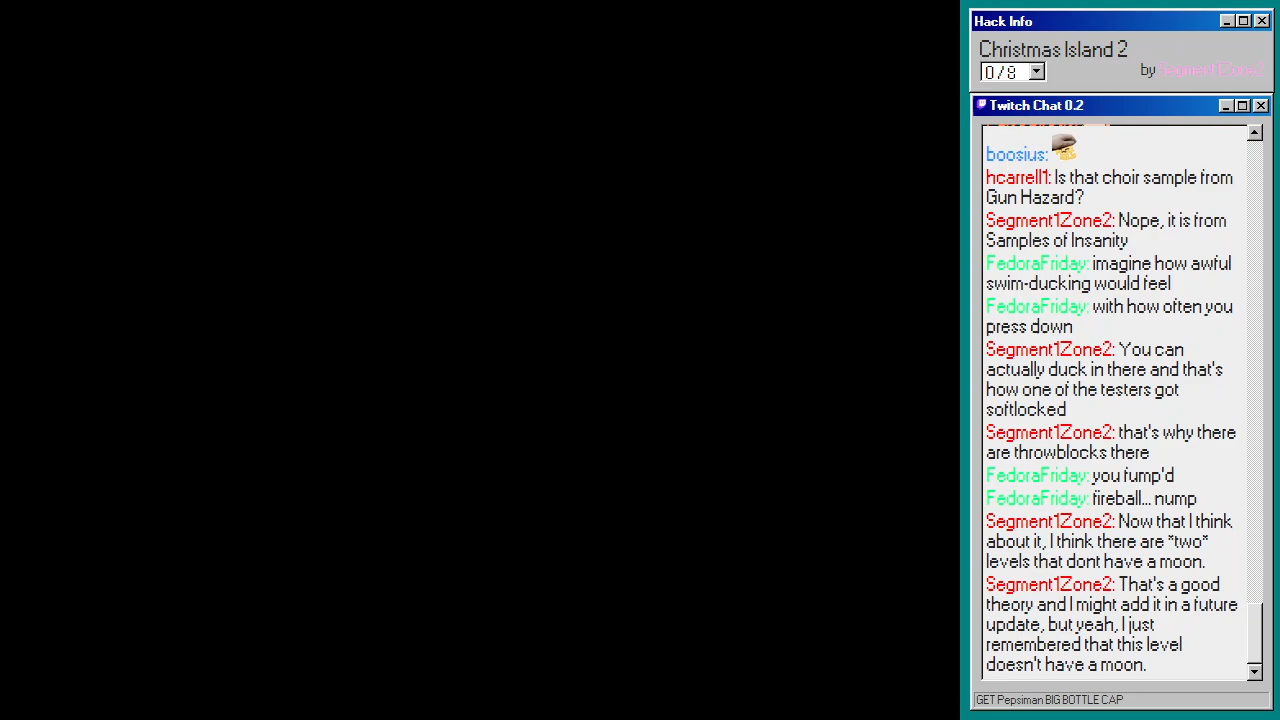 Hack Info
Christmas Island 2
0/8
by Segment1Zone2
Twitch Chat 0.2
boosius:
hcarrell1: Is that choir sample from
Gun Hazard?
Segment1Zone2: Nope, it is from
Samples of Insanity
FedoraFriday: imagine how awful
swim-ducking would feel
FedoraFriday: with how often you
press down
Segment1Zone2: You can
actually duck in there and that's
how one of the testers got
softlocked
Segment1Zone2: that's why there
are throwblocks there
FedoraFriday: you fump'd
FedoraFriday: fireball... nump
Segment1Zone2: Now that I think
about it, I think there are *two*
levels that dont have a moon.
Segment1Zone2: That's a good
theory and I might add it in a future
update, but yeah, I just
remembered that this level
doesn't have a moon.
GET Pepsiman BIG BOTTLE CAP